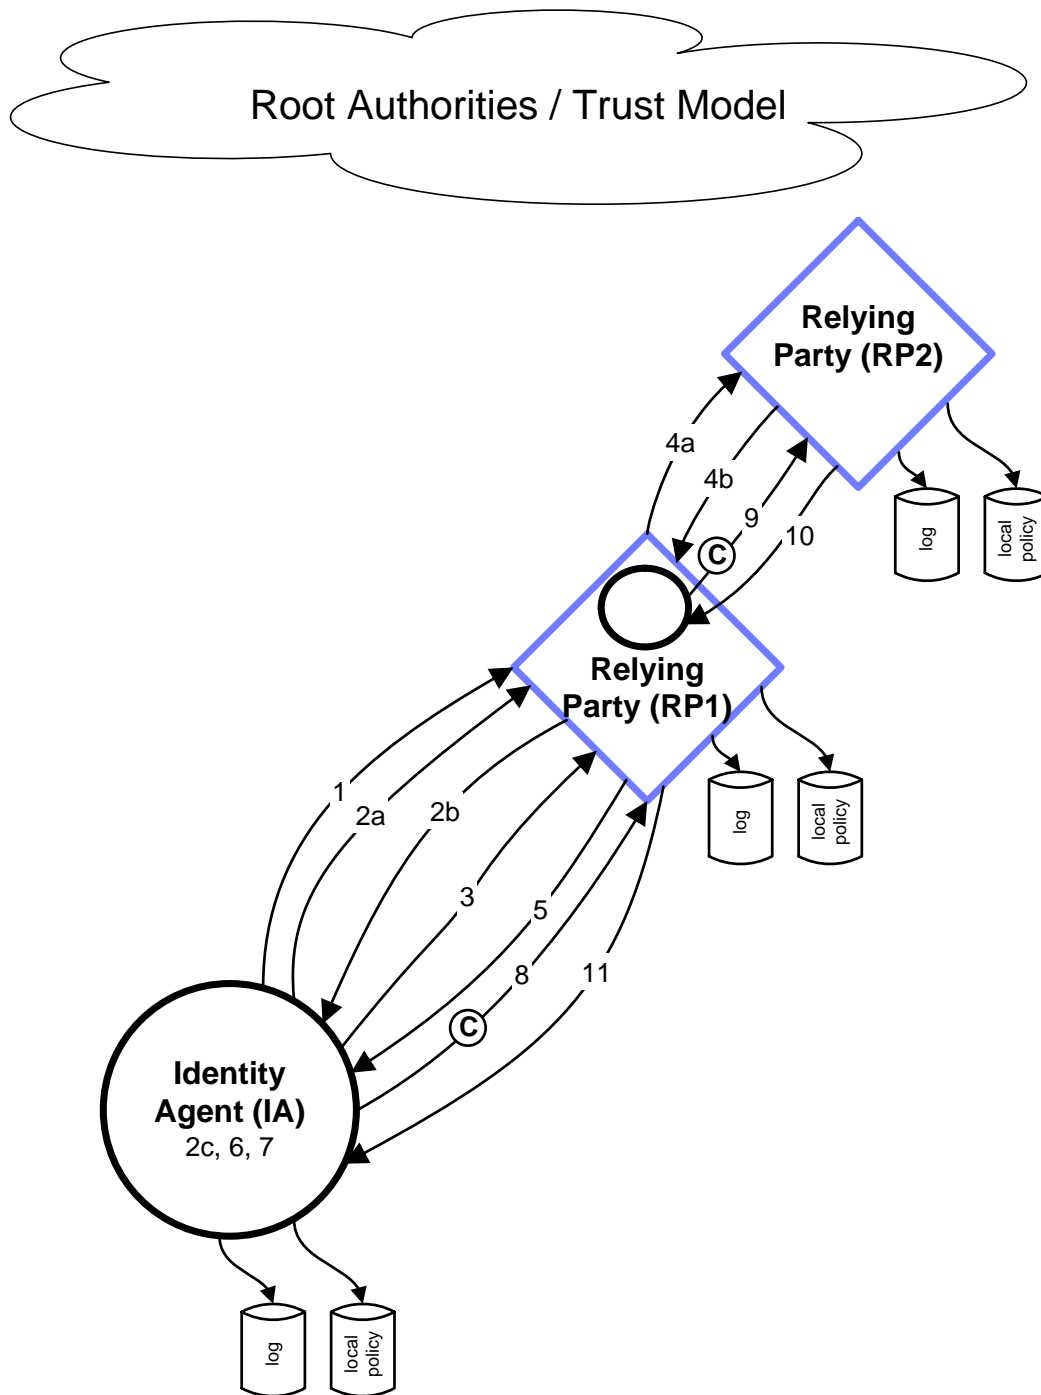 Root Authorities / Trust Model
Relying
Party (RP2)
4a
4b
9
10
C
log
local
policy
Relying
Party (RP1)
1
2a
2b
3
5
8
11
C
log
local
policy
Identity
Agent (IA)
2c, 6, 7
log
local
policy